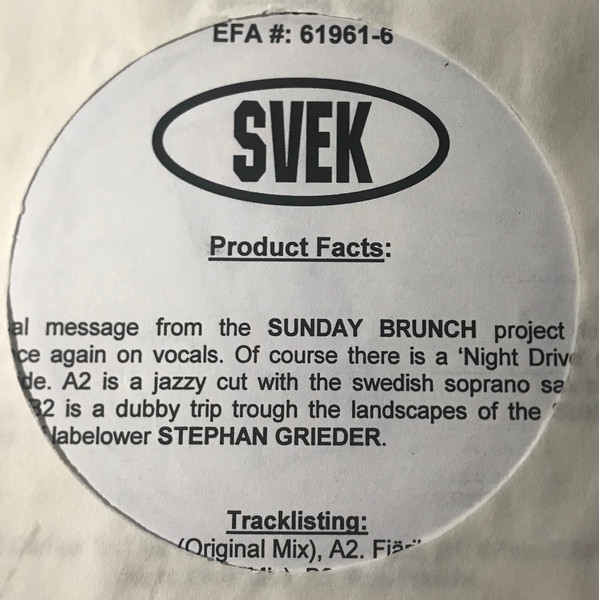 EFA #: 61961-6
SVEK
Product Facts:
al message from the SUNDAY BRUNCH project
ce again on vocals. Of course there is a ‘Night Drive
de. A2 is a jazzy cut with the swedish soprano sa
B2 is a dubby trip trough the landscapes of the
labelower STEPHAN GRIEDER.
Tracklisting:
(Original Mix), A2.